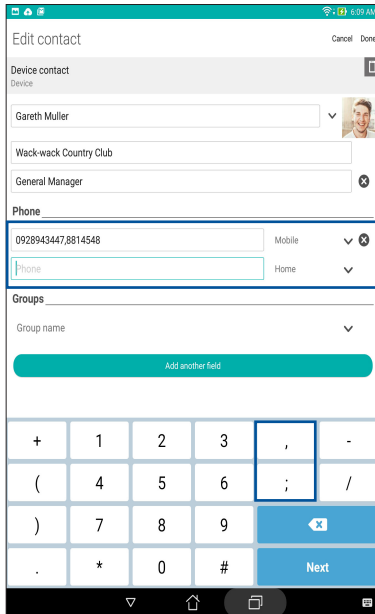 6:09 AM
Edit contact
Cancel Done
Device contact
Device
Gareth Muller
Wack-wack Country Club
General Manager
Phone
0928943447,8814548 Mobile
Phone Home
Groups
Group name
Add another field
+ 1 2 3 , -
( 4 5 6 ; /
) 7 8 9
. * 0 # Next